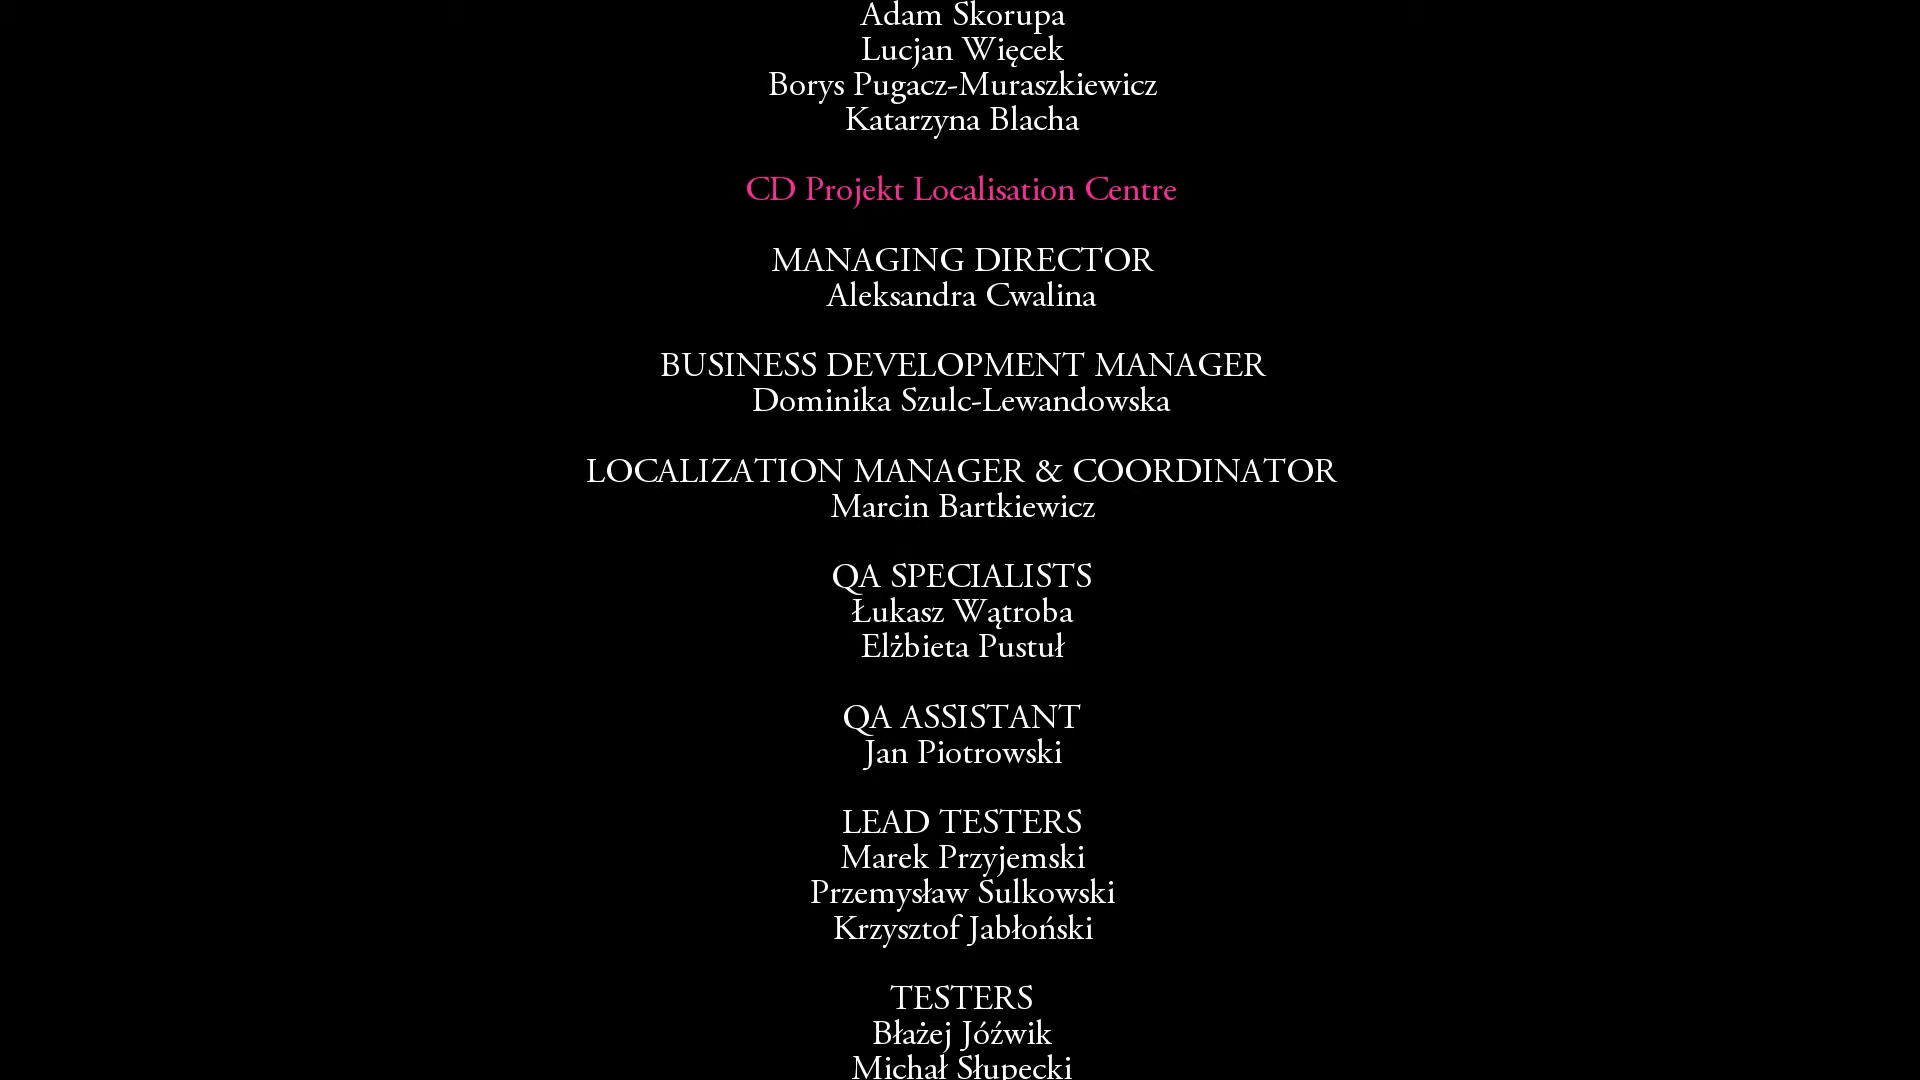 Adam Skorupa
Lucjan Więcek
Borys Pugacz-Muraszkiewicz
Katarzyna Blacha
CD Projekt Localisation Centre
MANAGING DIRECTOR
Aleksandra Cwalina
BUSINESS DEVELOPMENT MANAGER
Dominika Szulc-Lewandowska
LOCALIZATION MANAGER & COORDINATOR
Marcin Bartkiewicz
QA SPECIALISTS
Łukasz Wątroba
Elżbieta Pustuł
QA ASSISTANT
Jan Piotrowski
LEAD TESTERS
Marek Przyjemski
Przemysław Sulkowski
Krzysztof Jabłoński
TESTERS
Błażej Jóźwik
Michał Słupecki